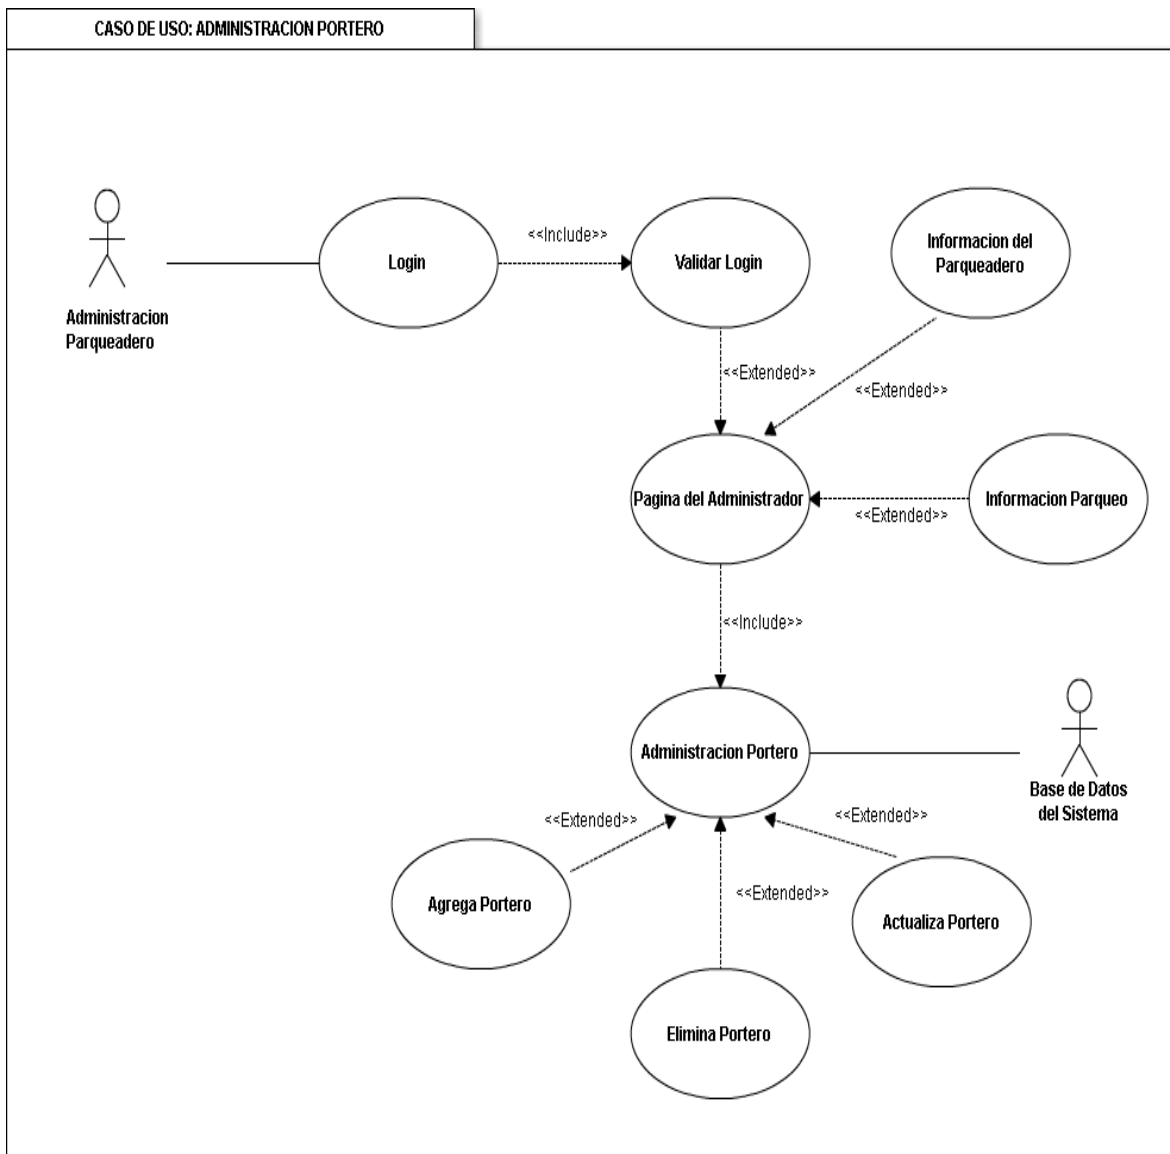 CASO DE USO: ADMINISTRACION PORTERO
Login
<<Include>>
Validar Login
Informacion del
Parqueadero
Administracion
Parqueadero
<<Extended>>
<<Extended>>
Pagina del Administrador
<<Extended>>
Informacion Parqueo
<<Include>>
Administracion Portero
Base de Datos
del Sistema
<<Extended>>
<<Extended>>
<<Extended>>
Agrega Portero
Actualiza Portero
Elimina Portero